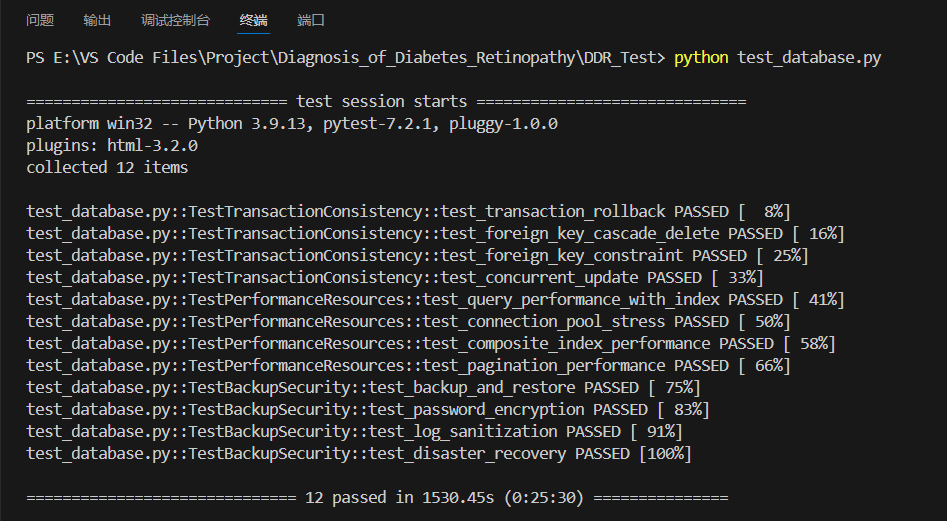 问题 输出 调试控制台 终端 端口
PS E:\VS Code Files\Project\Diagnosis_of_Diabetes_Retinopathy\DDR_Test> python test_database.py
============================= test session starts ==============================
platform win32 -- Python 3.9.13, pytest-7.2.1, pluggy-1.0.0
plugins: html-3.2.0
collected 12 items
test_database.py::TestTransactionConsistency::test_transaction_rollback PASSED [  8%]
test_database.py::TestTransactionConsistency::test_foreign_key_cascade_delete PASSED [ 16%]
test_database.py::TestTransactionConsistency::test_foreign_key_constraint PASSED [ 25%]
test_database.py::TestTransactionConsistency::test_concurrent_update PASSED [ 33%]
test_database.py::TestPerformanceResources::test_query_performance_with_index PASSED [ 41%]
test_database.py::TestPerformanceResources::test_connection_pool_stress PASSED [ 50%]
test_database.py::TestPerformanceResources::test_composite_index_performance PASSED [ 58%]
test_database.py::TestPerformanceResources::test_pagination_performance PASSED [ 66%]
test_database.py::TestBackupSecurity::test_backup_and_restore PASSED [ 75%]
test_database.py::TestBackupSecurity::test_password_encryption PASSED [ 83%]
test_database.py::TestBackupSecurity::test_log_sanitization PASSED [ 91%]
test_database.py::TestBackupSecurity::test_disaster_recovery PASSED [100%]
============================== 12 passed in 1530.45s (0:25:30) ===============